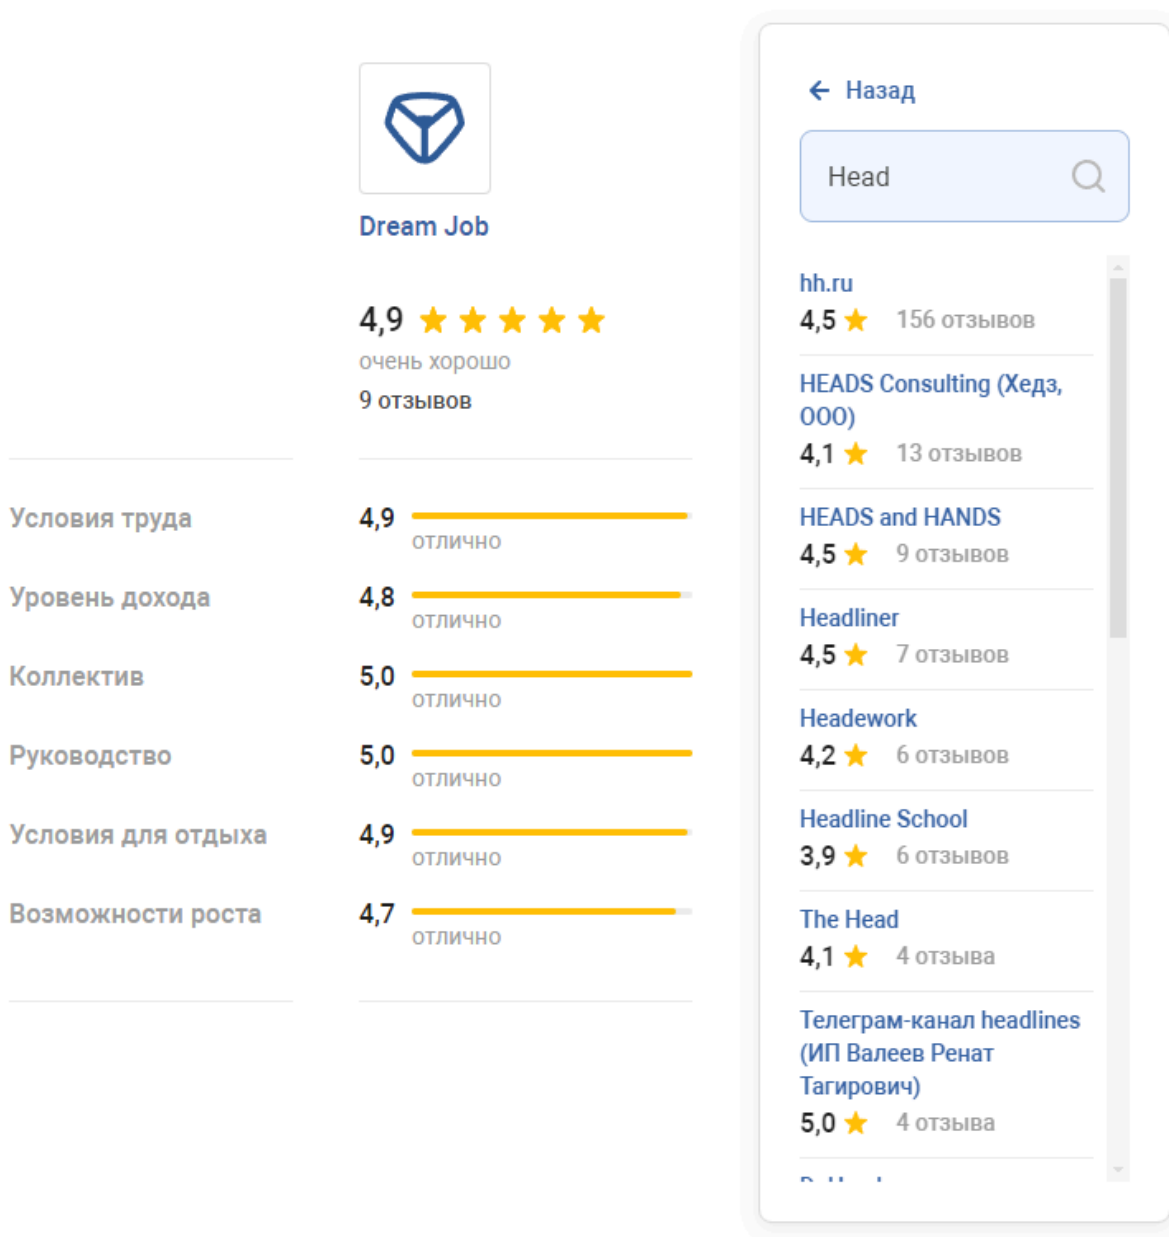 Dream Job
4,9
очень хорошо
9 отзывов
Условия труда
4,9
отлично
Уровень дохода
4,8
отлично
Коллектив
5,0
отлично
Руководство
5,0
отлично
Условия для отдыха
4,9
отлично
Возможности роста
4,7
отлично
Назад
Head
hh.ru
4,5 156 отзывов
HEADS Consulting (Хедз,
ООО)
4,1 13 отзывов
HEADS and HANDS
4,5 9 отзывов
Headliner
4,5 7 отзывов
Headework
4,2 6 отзывов
Headline School
3,9 6 отзывов
The Head
4,1 4 отзыва
Телеграм-канал headlines
(ИП Валеев Ренат
Тагирович)
5,0 4 отзыва